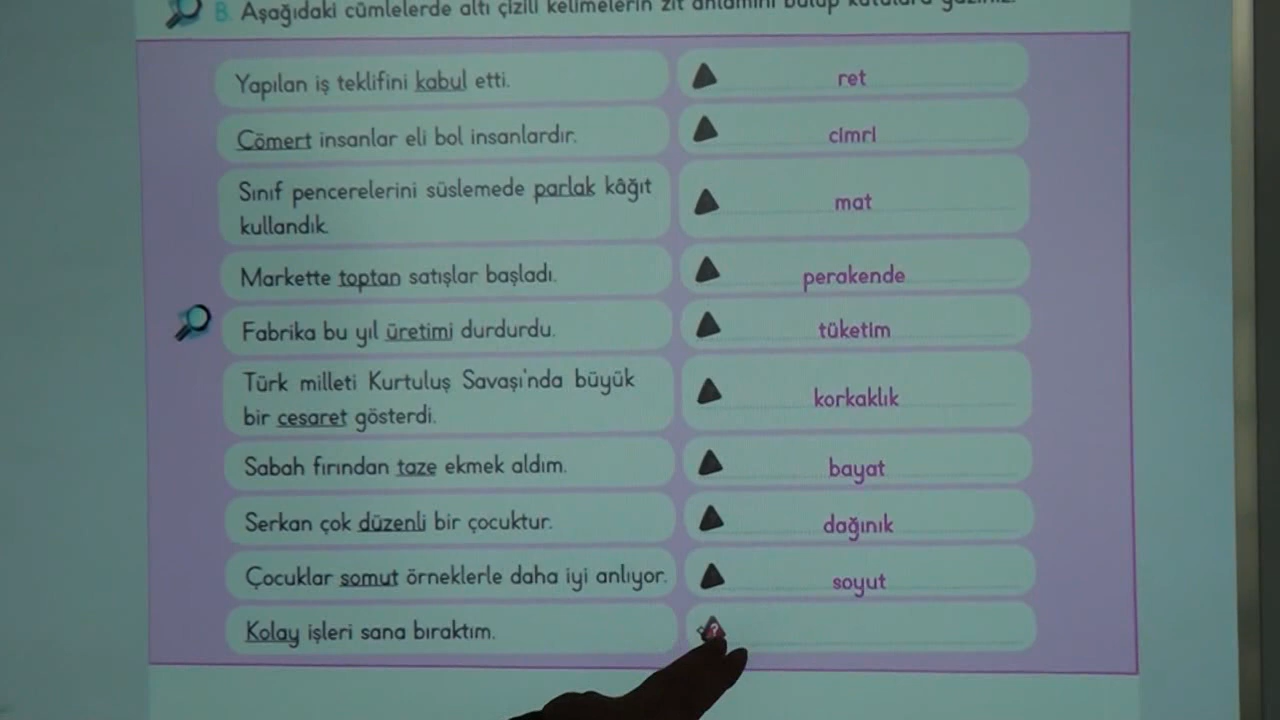 B. Aşağıdaki cümlelerde altı çizili kelimelerin zıt anlamını bulup kutulara yazınız.
Yapılan iş teklifini kabul etti.
ret
Cömert insanlar eli bol insanlardır.
cimri
Sınıf pencerelerini süslemede parlak kâğıt
kullandık.
mat
Markette toptan satışlar başladı.
perakende
Fabrika bu yıl üretimi durdurdu.
tüketim
Türk milleti Kurtuluş Savaşı'nda büyük
bir cesaret gösterdi.
korkaklık
Sabah fırından taze ekmek aldım.
bayat
Serkan çok düzenli bir çocuktur.
dağınık
Çocuklar somut örneklerle daha iyi anlıyor.
soyut
Kolay işleri sana bıraktım.
?